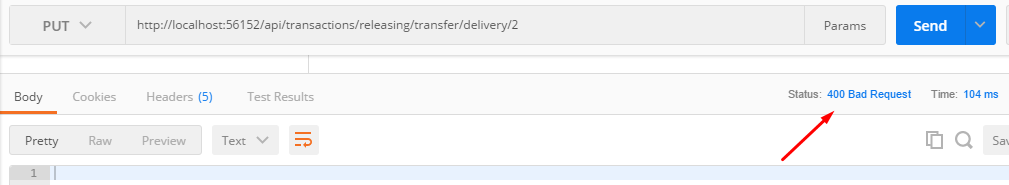 PUT http://localhost:56152/api/transactions/releasing/transfer/delivery/2 Params Send
Body Cookies Headers (5) Test Results Status: 400 Bad Request Time: 104 ms
Pretty Raw Preview Text Sav
1